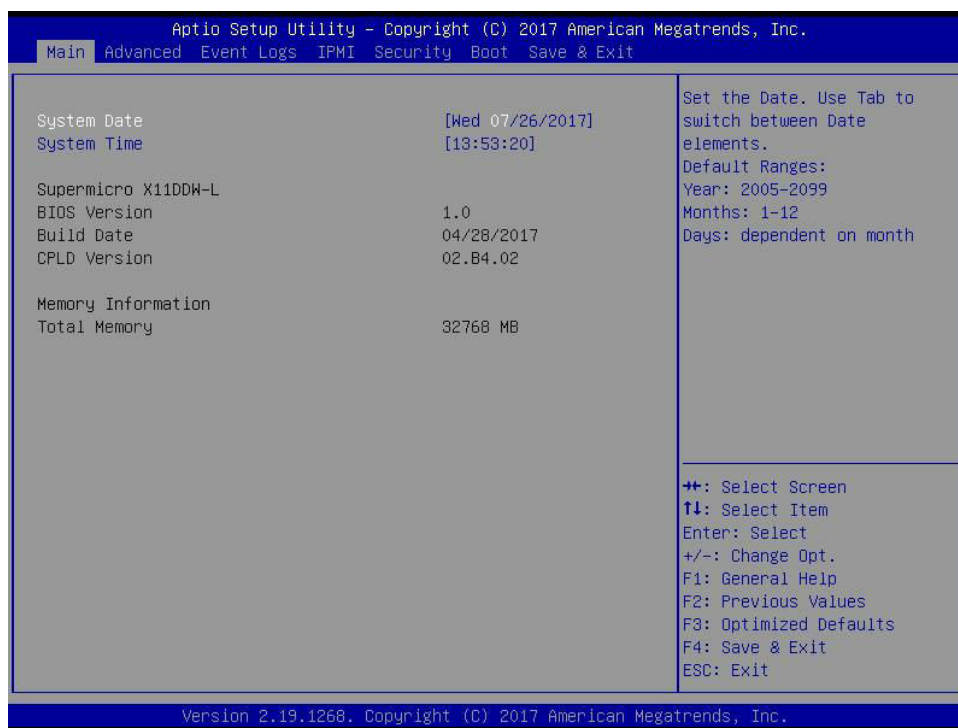 Aptio Setup Utility – Copyright (C) 2017 American Megatrends, Inc.
Main Advanced Event Logs IPMI Security Boot Save & Exit
System Date [Wed 07/26/2017]
System Time [13:53:20]
Supermicro X11DDW-L
BIOS Version 1.0
Build Date 04/28/2017
CPLD Version 02.B4.02
Memory Information
Total Memory 32768 MB
Set the Date. Use Tab to
switch between Date
elements.
Default Ranges:
Year: 2005-2099
Months: 1-12
Days: dependent on month
→←: Select Screen
↑↓: Select Item
Enter: Select
+/-: Change Opt.
F1: General Help
F2: Previous Values
F3: Optimized Defaults
F4: Save & Exit
ESC: Exit
Version 2.19.1268. Copyright (C) 2017 American Megatrends, Inc.